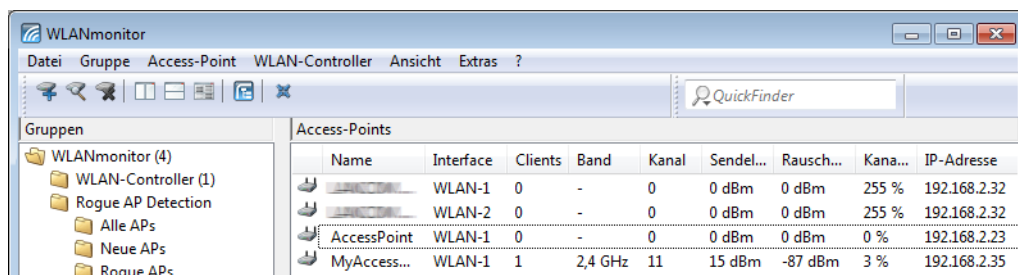 WLANmonitor
Datei Gruppe Access-Point WLAN-Controller Ansicht Extras ?
QuickFinder
Gruppen
Access-Points
WLANmonitor (4)
WLAN-Controller (1)
Rogue AP Detection
Alle APs
Neue APs
Rogue APs
Name Interface Clients Band Kanal Sendel... Rausch... Kana... IP-Adresse
WLAN-1 0 - 0 0 dBm 0 dBm 255 % 192.168.2.32
WLAN-2 0 - 0 0 dBm 0 dBm 255 % 192.168.2.32
AccessPoint WLAN-1 0 - 0 0 dBm 0 dBm 0 % 192.168.2.23
MyAccess... WLAN-1 1 2,4 GHz 11 15 dBm -87 dBm 3 % 192.168.2.35